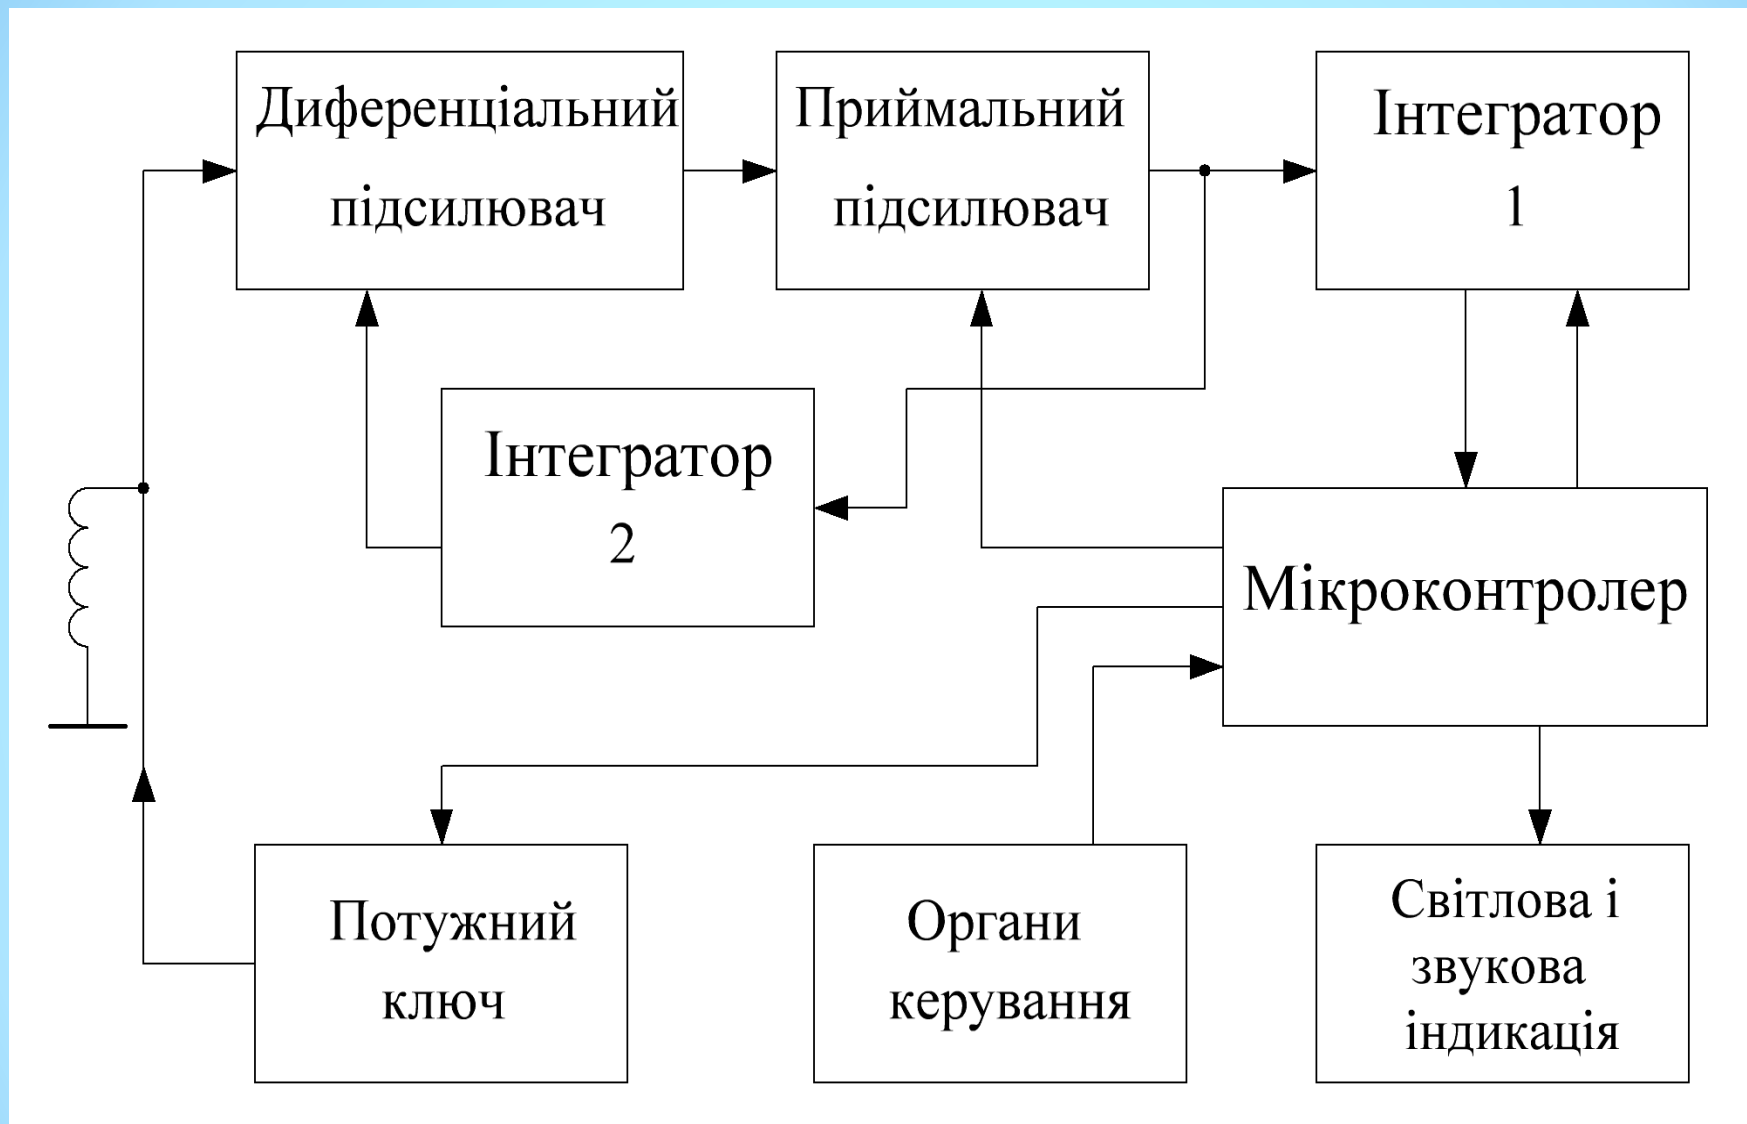 Диференціальний
підсилювач
Приймальний
підсилювач
Інтегратор
1
Інтегратор
2
Мікроконтролер
Потужний
ключ
Органи
керування
Світлова і
звукова
індикація